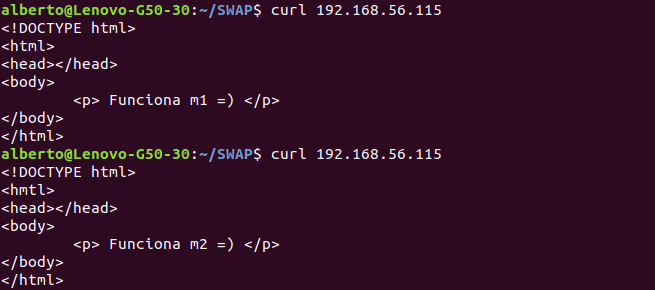 alberto@Lenovo-G50-30:~/SWAP$ curl 192.168.56.115
<!DOCTYPE html>
<html>
<head></head>
<body>
        <p> Funciona m1 =) </p>
</body>
</html>
alberto@Lenovo-G50-30:~/SWAP$ curl 192.168.56.115
<!DOCTYPE html>
<hmtl>
<head></head>
<body>
        <p> Funciona m2 =) </p>
</body>
</html>